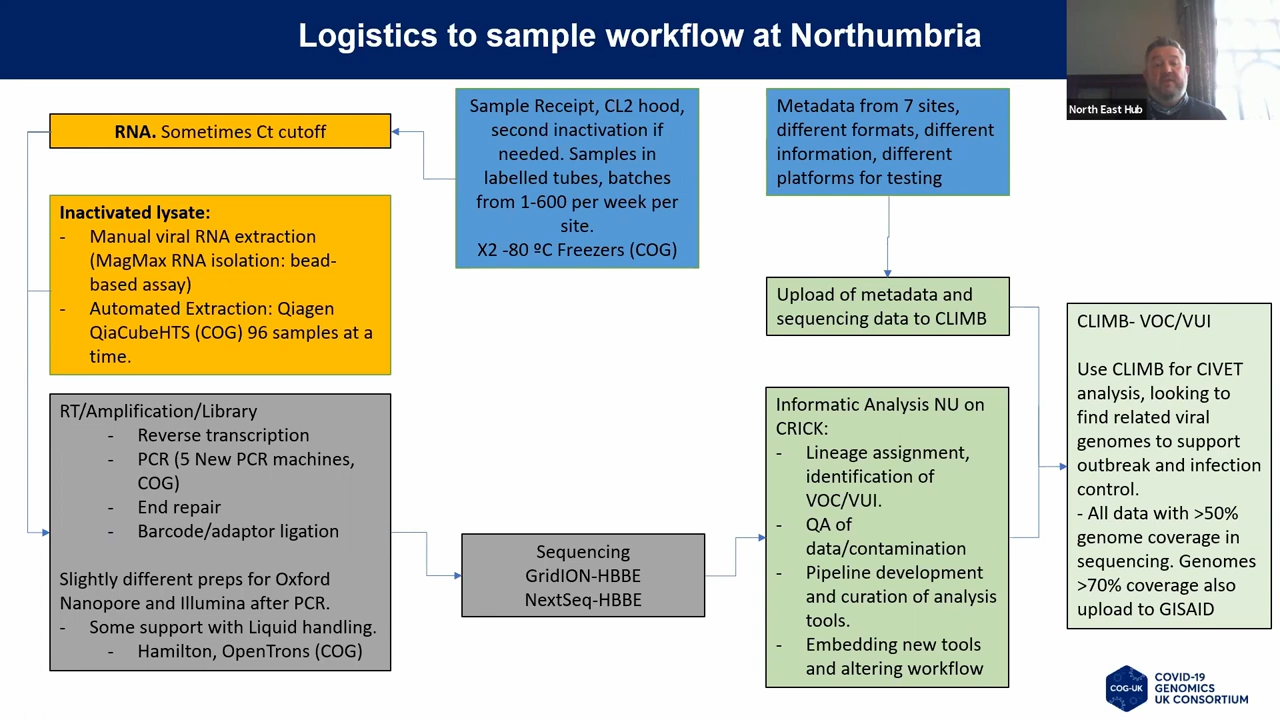 Logistics to sample workflow at Northumbria
North East Hub
RNA. Sometimes Ct cutoff
Inactivated lysate:
- Manual viral RNA extraction
(MagMax RNA isolation: bead-
based assay)
- Automated Extraction: Qiagen
QiaCubeHTS (COG) 96 samples at a
time.
RT/Amplification/Library
- Reverse transcription
- PCR (5 New PCR machines,
COG)
- End repair
- Barcode/adaptor ligation
Slightly different preps for Oxford
Nanopore and Illumina after PCR.
- Some support with Liquid handling.
- Hamilton, OpenTrons (COG)
Sample Receipt, CL2 hood,
second inactivation if
needed. Samples in
labelled tubes, batches
from 1-600 per week per
site.
X2 -80 ºC Freezers (COG)
Sequencing
GridION-HBBE
NextSeq-HBBE
Metadata from 7 sites,
different formats, different
information, different
platforms for testing
Upload of metadata and
sequencing data to CLIMB
Informatic Analysis NU on
CRICK:
- Lineage assignment,
identification of
VOC/VUI.
- QA of
data/contamination
- Pipeline development
and curation of analysis
tools.
- Embedding new tools
and altering workflow
CLIMB- VOC/VUI
Use CLIMB for CIVET
analysis, looking to
find related viral
genomes to support
outbreak and infection
control.
- All data with >50%
genome coverage in
sequencing. Genomes
>70% coverage also
upload to GISAID
COG-UK
COVID-19
GENOMICS
UK CONSORTIUM